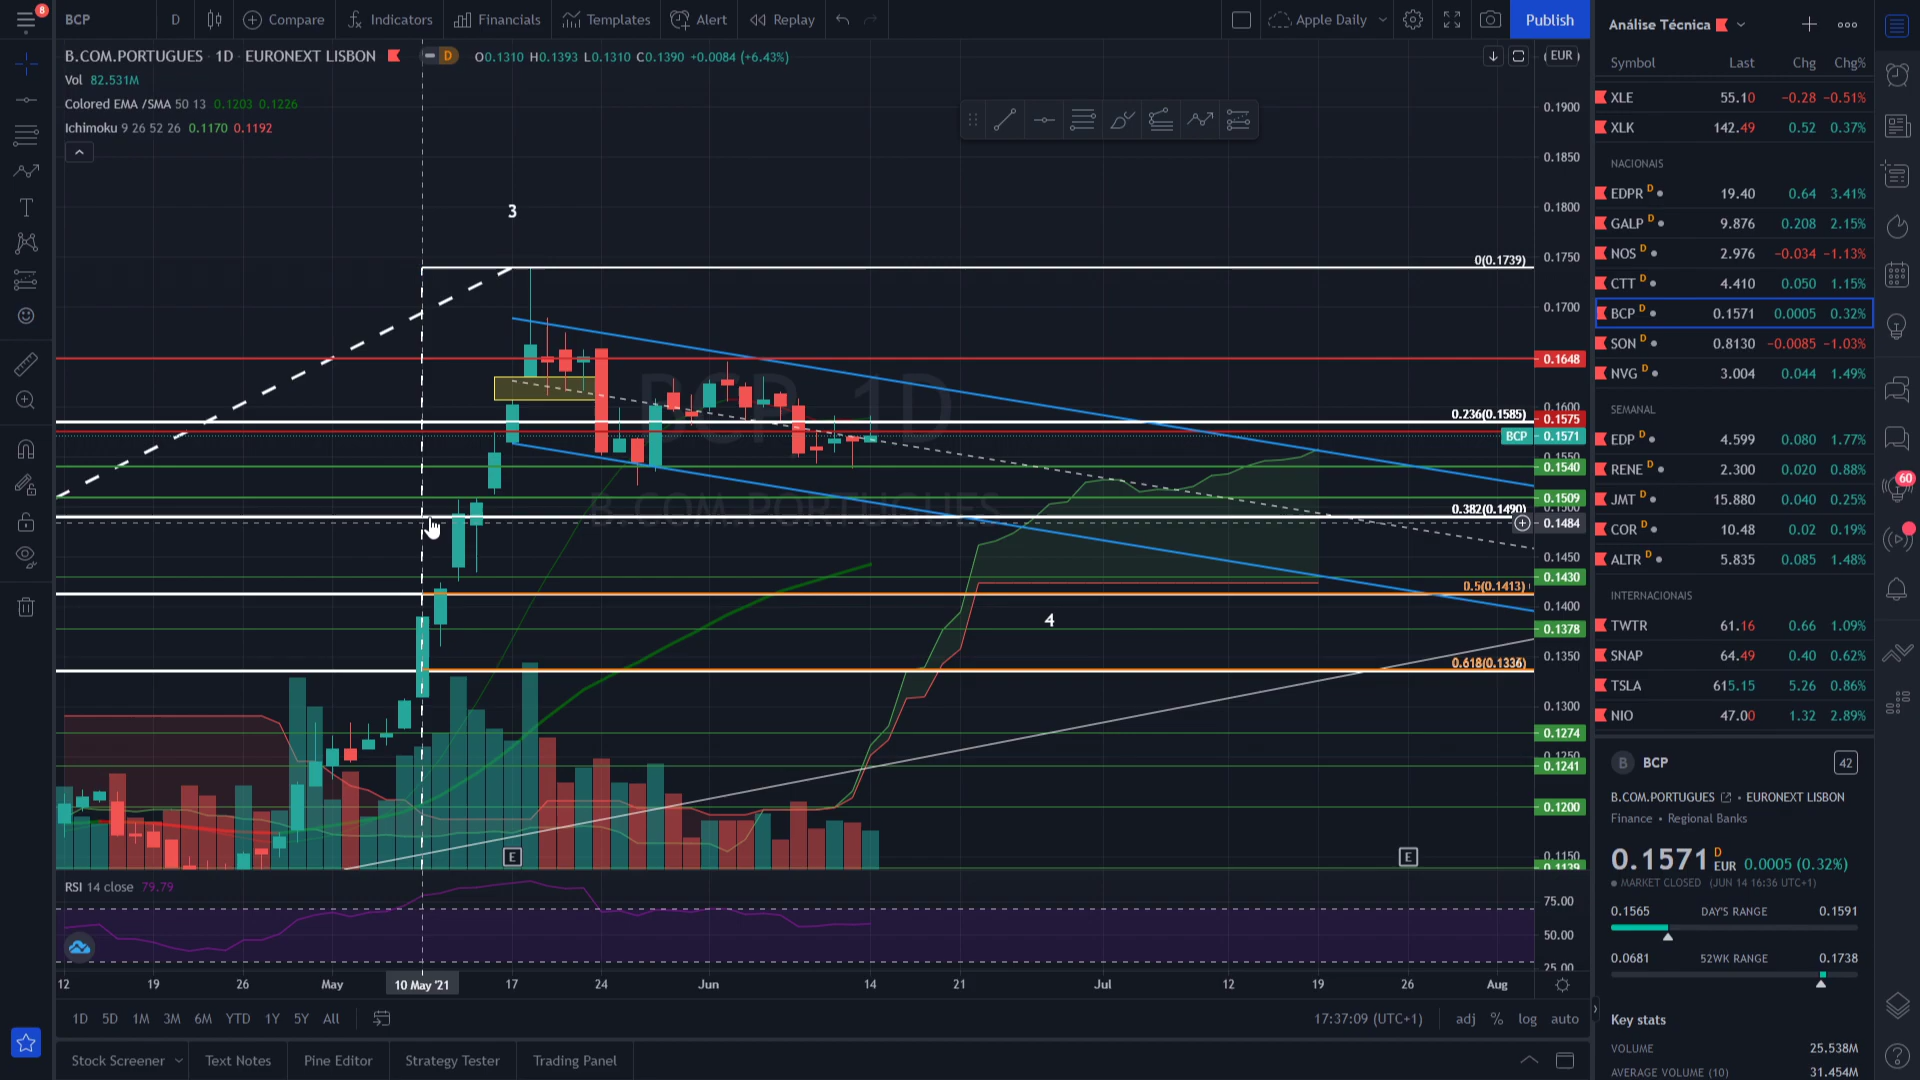 8
BCP
D
Compare
Indicators
Financials
Templates
Alert
Replay
Apple Daily
Publish
B.COM.PORTUGUES · 1D · EURONEXT LISBON
D
O0.1310 H0.1393 L0.1310 C0.1390 +0.0084 (+6.43%)
EUR
Vol 82.531M
Colored EMA /SMA 50 13 0.1203 0.1226
Ichimoku 9 26 52 26 0.1170 0.1192
3
4
BCP, 1D
B.COM.PORTUGUES
0(0.1739)
0.236(0.1585)
0.382(0.1490)
0.5(0.1413)
0.618(0.1336)
0.1900
0.1850
0.1800
0.1750
0.1700
0.1648
0.1600
0.1575
BCP 0.1571
0.1550
0.1540
0.1509
0.1500
0.1484
0.1450
0.1430
0.1400
0.1378
0.1350
0.1300
0.1274
0.1250
0.1241
0.1200
0.1150
0.1139
E
E
RSI 14 close 79.79
75.00
50.00
25.00
12
19
26
May
10 May '21
17
24
Jun
14
21
Jul
12
19
26
Aug
1D 5D 1M 3M 6M YTD 1Y 5Y All
17:37:09 (UTC+1)
adj % log auto
Stock Screener
Text Notes
Pine Editor
Strategy Tester
Trading Panel
Análise Técnica
Symbol Last Chg Chg%
XLE 55.10 −0.28 −0.51%
XLK 142.49 0.52 0.37%
NACIONAIS
EDPR D 19.40 0.64 3.41%
GALP D 9.876 0.208 2.15%
NOS D 2.976 −0.034 −1.13%
CTT D 4.410 0.050 1.15%
BCP D 0.1571 0.0005 0.32%
SON D 0.8130 −0.0085 −1.03%
NVG D 3.004 0.044 1.49%
SEMANAL
EDP D 4.599 0.080 1.77%
RENE D 2.300 0.020 0.88%
JMT D 15.880 0.040 0.25%
COR D 10.48 0.02 0.19%
ALTR D 5.835 0.085 1.48%
INTERNACIONAIS
TWTR 61.16 0.66 1.09%
SNAP 64.49 0.40 0.62%
TSLA 615.15 5.26 0.86%
NIO 47.00 1.32 2.89%
60
B BCP
42
B.COM.PORTUGUES • EURONEXT LISBON
Finance • Regional Banks
0.1571 D EUR 0.0005 (0.32%)
MARKET CLOSED (JUN 14 16:36 UTC+1)
0.1565 DAY'S RANGE 0.1591
0.0681 52WK RANGE 0.1738
Key stats
VOLUME 25.538M
AVERAGE VOLUME (10) 31.454M